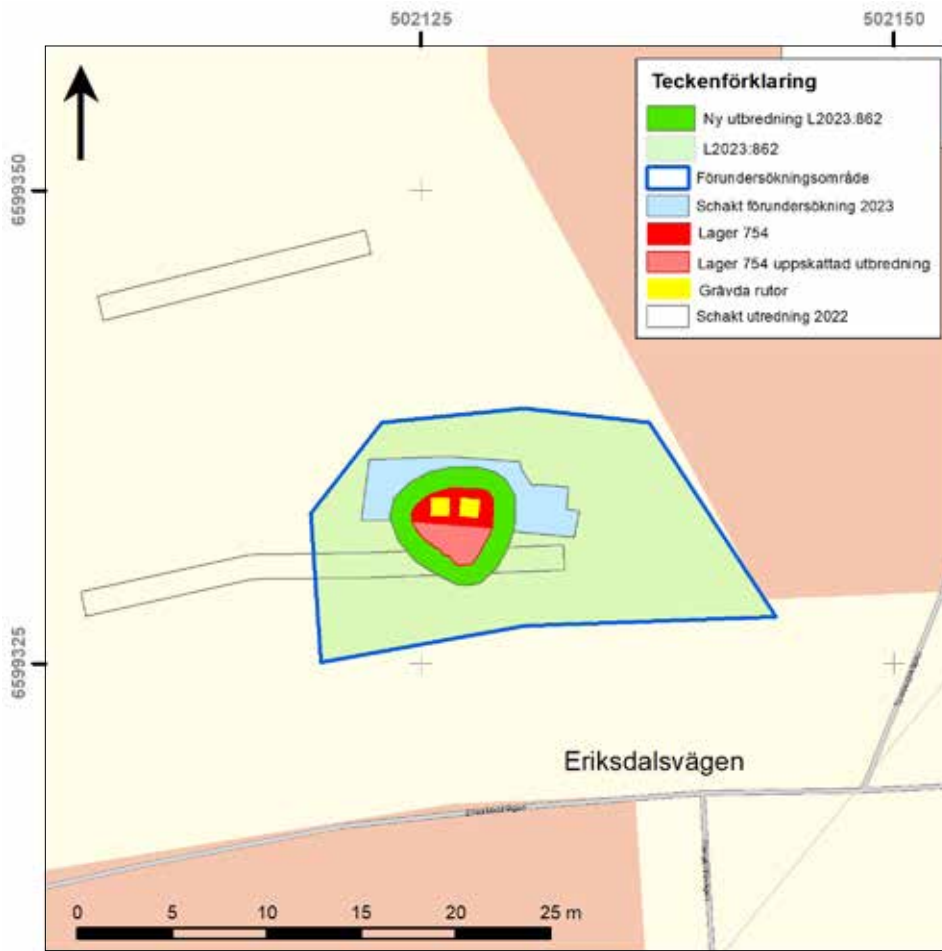 502125
502150
6599350
6599325
Teckenförklaring
Ny utbredning L2023:862
L2023:862
Förundersökningsområde
Schakt förundersökning 2023
Lager 754
Lager 754 uppskattad utbredning
Grävda rutor
Schakt utredning 2022
Eriksdalsvägen
Eriksdalsvägen
0 5 10 15 20 25 m